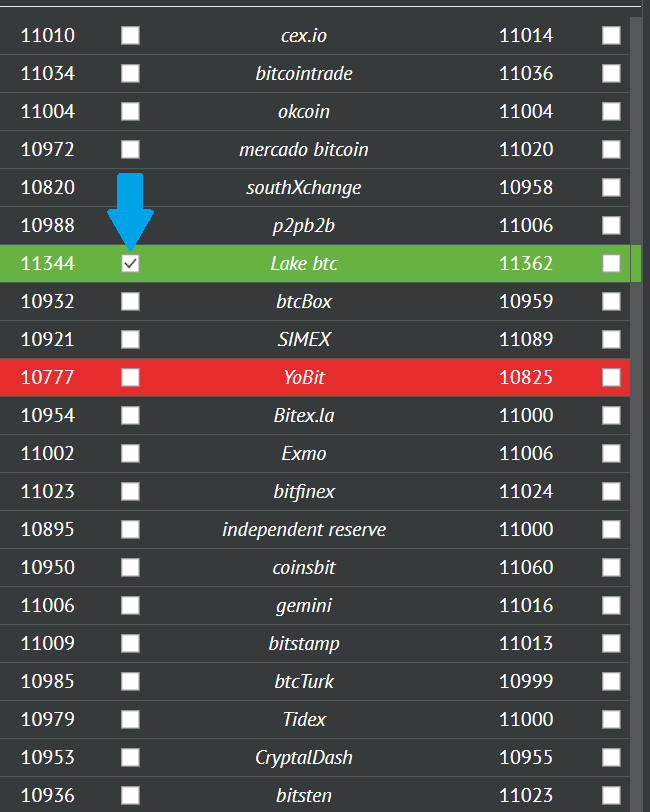 11010 cex.io 11014
11034 bitcointrade 11036
11004 okcoin 11004
10972 mercado bitcoin 11020
10820 southXchange 10958
10988 p2pb2b 11006
11344 Lake btc 11362
10932 btcBox 10959
10921 SIMEX 11089
10777 YoBit 10825
10954 Bitex.la 11000
11002 Exmo 11006
11023 bitfinex 11024
10895 independent reserve 11000
10950 coinsbit 11060
11006 gemini 11016
11009 bitstamp 11013
10985 btcTurk 10999
10979 Tidex 11000
10953 CryptalDash 10955
10936 bitsten 11023